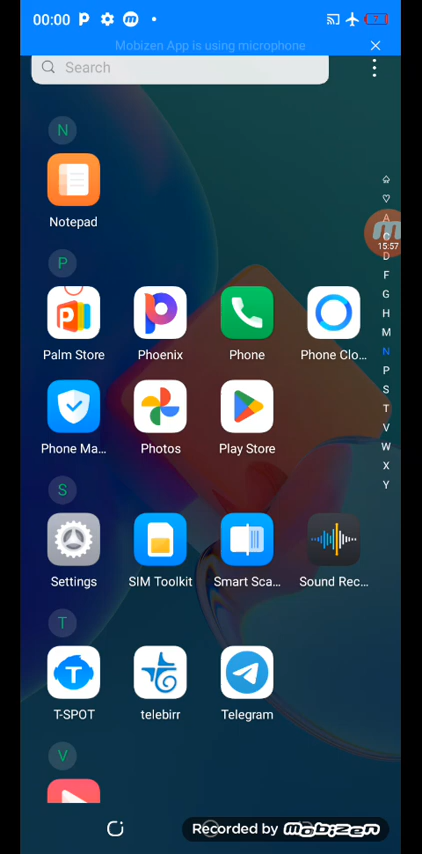 00:00
7
Mobizen App is using microphone
Search
N
Notepad
P
Palm Store
Phoenix
Phone
Phone Clo...
Phone Ma...
Photos
Play Store
S
Settings
SIM Toolkit
Smart Sca...
Sound Rec...
T
T-SPOT
telebirr
Telegram
V
A
C
D
F
G
H
M
N
P
S
T
V
W
X
Y
15:57
Recorded by mobizen